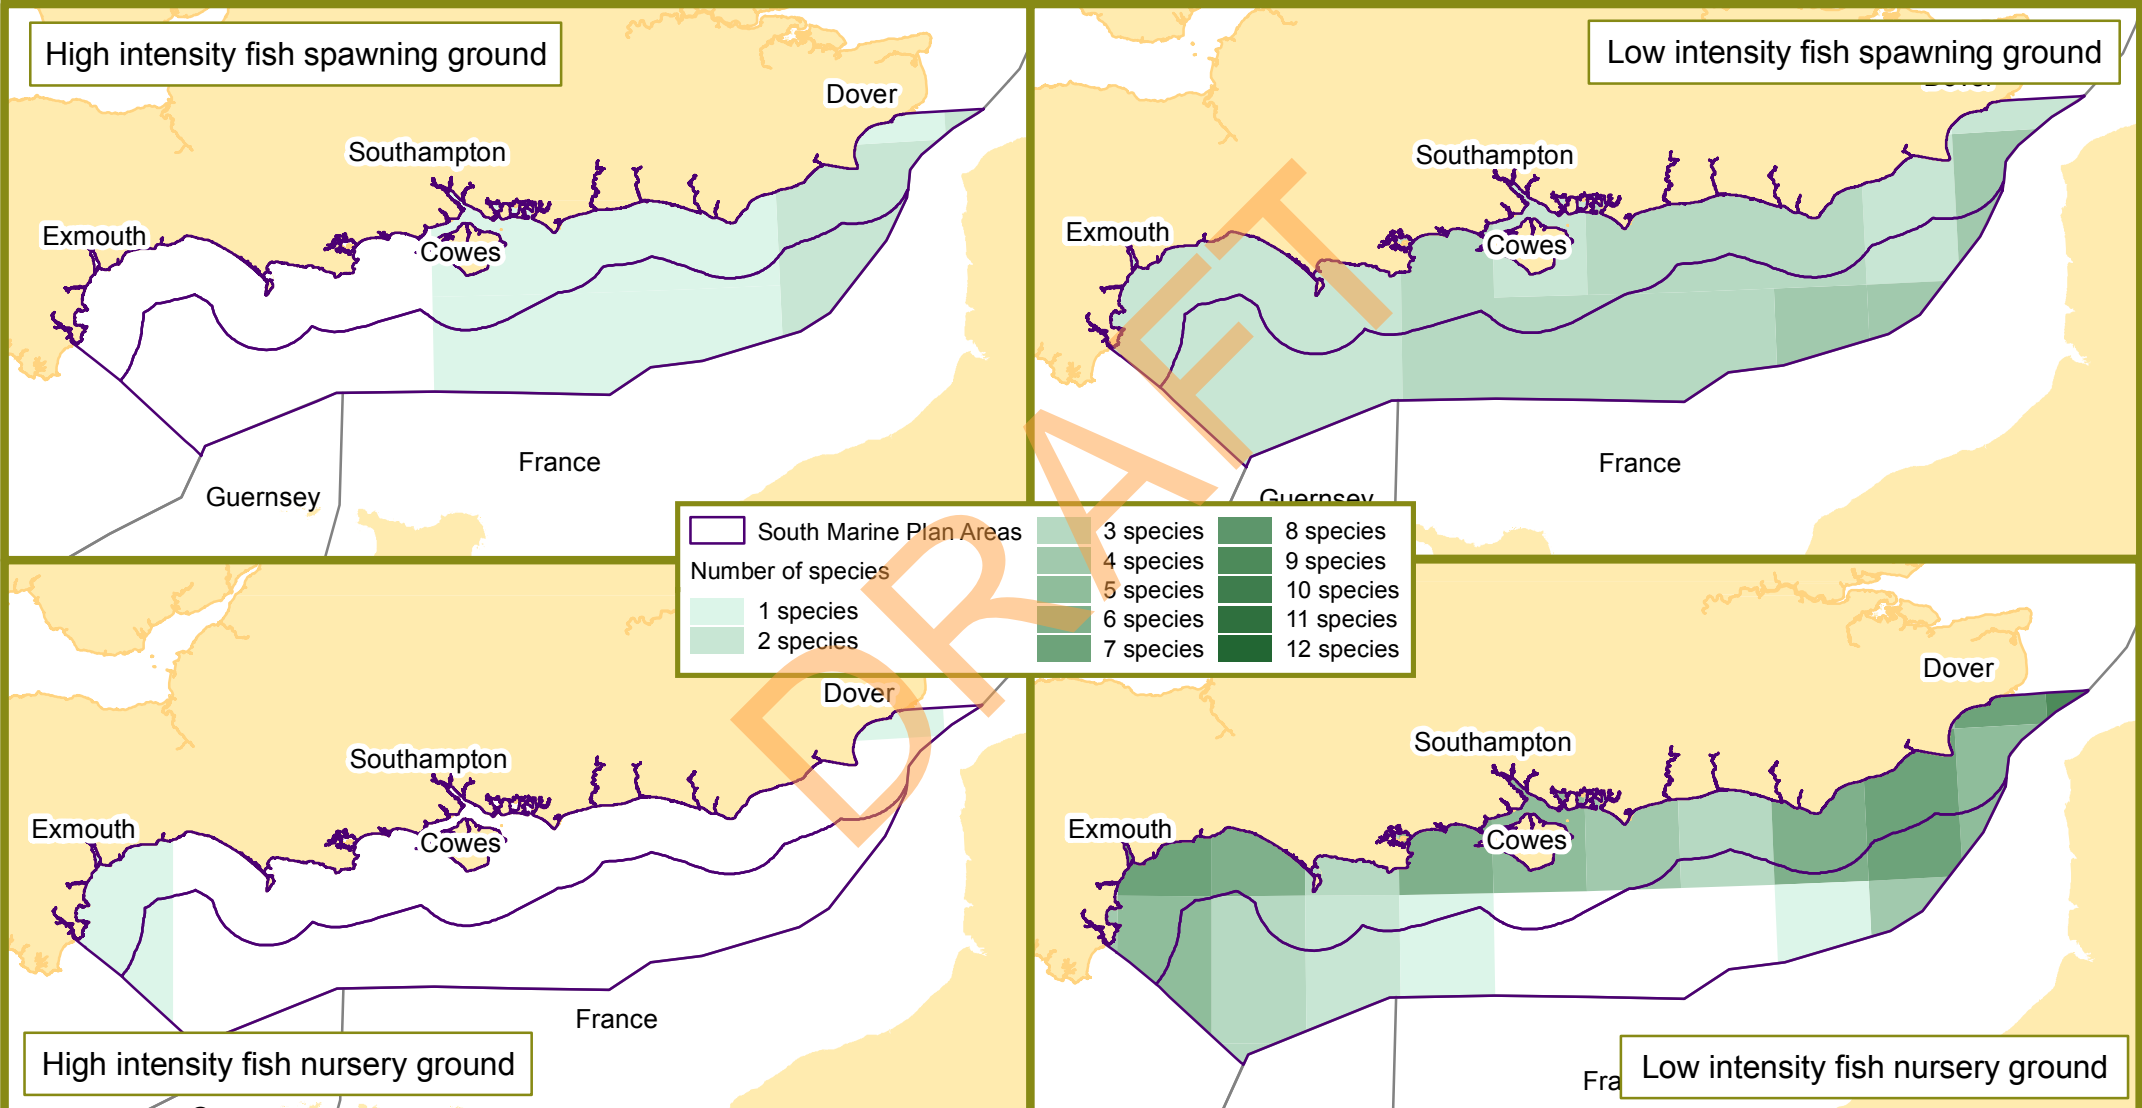 High intensity fish spawning ground
Dover
Southampton
Exmouth
Cowes
France
Guernsey
Low intensity fish spawning ground
Dover
Southampton
Exmouth
Cowes
France
Guernsey
South Marine Plan Areas
Number of species
1 species
2 species
3 species
4 species
5 species
6 species
7 species
8 species
9 species
10 species
11 species
12 species
DRAFT
Dover
Southampton
Exmouth
Cowes
France
High intensity fish nursery ground
Dover
Southampton
Exmouth
Cowes
Fra
Low intensity fish nursery ground